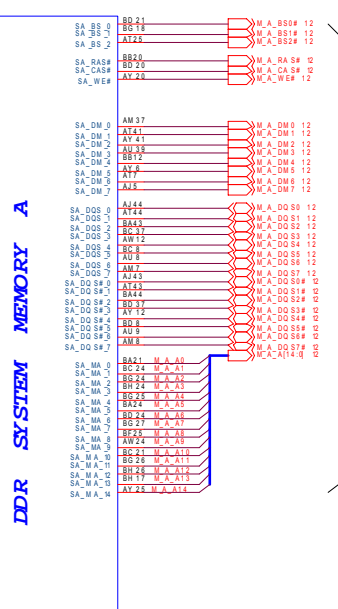 SA_BS_0 BD21 M_A_BS0# 12
SA_BS_1 BG18 M_A_BS1# 12
SA_BS_2 AT25 M_A_BS2# 12
SA_RAS# BB20 M_A_RAS# 12
SA_CAS# BD20 M_A_CAS# 12
SA_WE# AY20 M_A_WE# 12
SA_DM_0 AM37 M_A_DM0 12
SA_DM_1 AT41 M_A_DM1 12
SA_DM_2 AY41 M_A_DM2 12
SA_DM_3 AU39 M_A_DM3 12
SA_DM_4 BB12 M_A_DM4 12
SA_DM_5 AY6 M_A_DM5 12
SA_DM_6 AT7 M_A_DM6 12
SA_DM_7 AJ5 M_A_DM7 12
SA_DQS_0 AJ44 M_A_DQS0 12
SA_DQS_1 AT44 M_A_DQS1 12
SA_DQS_2 BA43 M_A_DQS2 12
SA_DQS_3 BC37 M_A_DQS3 12
SA_DQS_4 AW12 M_A_DQS4 12
SA_DQS_5 BC8 M_A_DQS5 12
SA_DQS_6 AU8 M_A_DQS6 12
SA_DQS_7 AM7 M_A_DQS7 12
SA_DQS#_0 AJ43 M_A_DQS0# 12
SA_DQS#_1 AT43 M_A_DQS1# 12
SA_DQS#_2 BA44 M_A_DQS2# 12
SA_DQS#_3 BD37 M_A_DQS3# 12
SA_DQS#_4 AY12 M_A_DQS4# 12
SA_DQS#_5 BD8 M_A_DQS5# 12
SA_DQS#_6 AU9 M_A_DQS6# 12
SA_DQS#_7 AM8 M_A_DQS7# 12
M_A_A[14:0] 12
SA_MA_0 BA21 M_A_A0
SA_MA_1 BC24 M_A_A1
SA_MA_2 BG24 M_A_A2
SA_MA_3 BH24 M_A_A3
SA_MA_4 BG25 M_A_A4
SA_MA_5 BA24 M_A_A5
SA_MA_6 BD24 M_A_A6
SA_MA_7 BG27 M_A_A7
SA_MA_8 BF25 M_A_A8
SA_MA_9 AW24 M_A_A9
SA_MA_10 BC21 M_A_A10
SA_MA_11 BG26 M_A_A11
SA_MA_12 BH26 M_A_A12
SA_MA_13 BH17 M_A_A13
SA_MA_14 AY25 M_A_A14
DDR SYSTEM MEMORY A